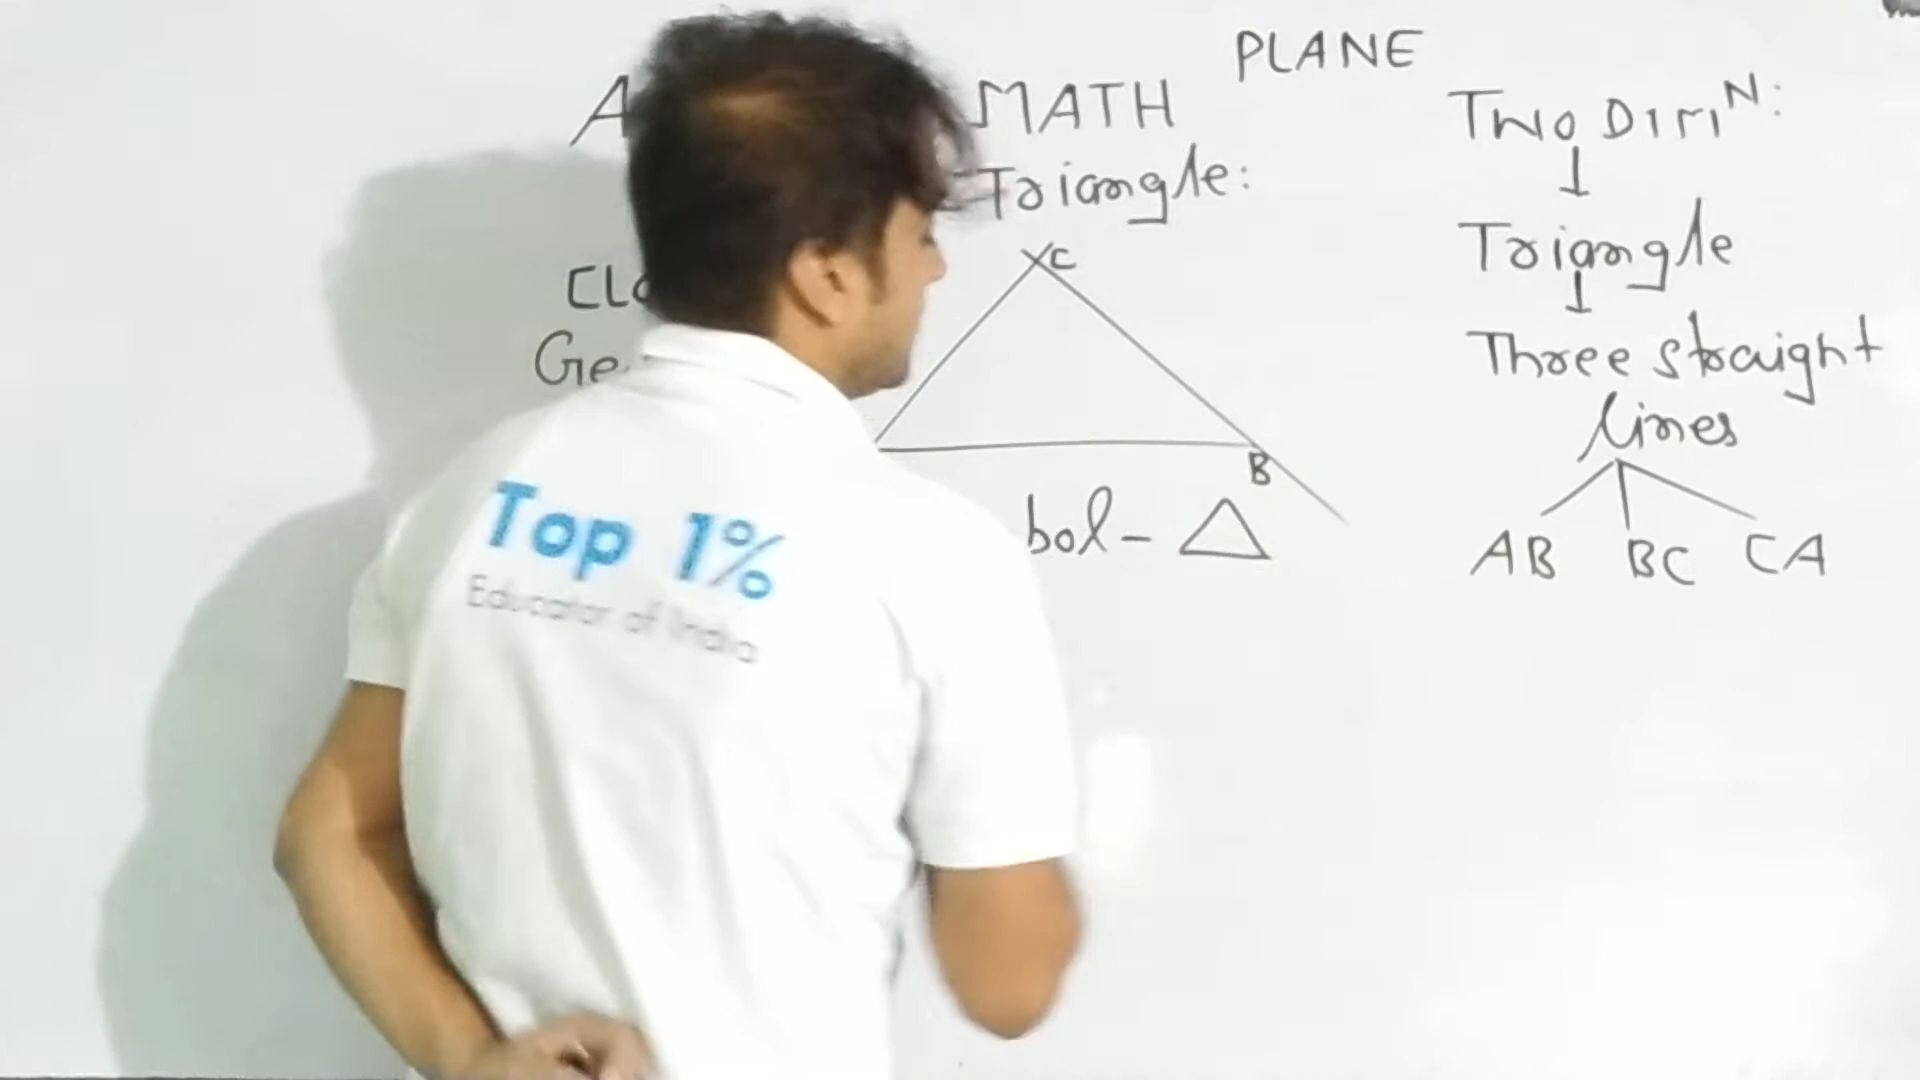 PLANE
MATH
Triangle:
C
B
bol - △
TWO DIMN:
Triangle
Three straight
lines
AB BC CA
Top 1%
Educator of India